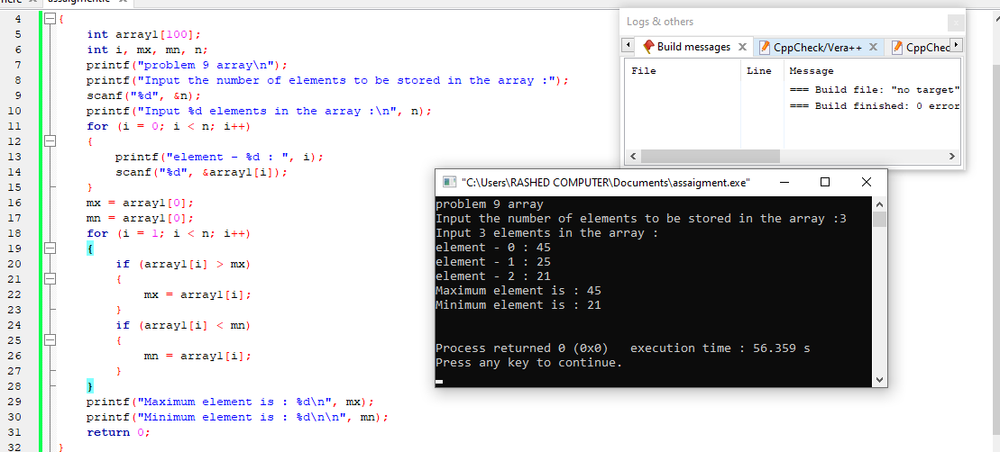 Logs & others
Build messages
CppCheck/Vera++
CppChec
File Line Message
=== Build file: "no target"
=== Build finished: 0 error
4 {
5 int array1[100];
6 int i, mx, mn, n;
7 printf("problem 9 array\n");
8 printf("Input the number of elements to be stored in the array :");
9 scanf("%d", &n);
10 printf("Input %d elements in the array :\n", n);
11 for (i = 0; i < n; i++)
12 {
13 printf("element - %d : ", i);
14 scanf("%d", &array1[i]);
15 }
16 mx = array1[0];
17 mn = array1[0];
18 for (i = 1; i < n; i++)
19 {
20 if (array1[i] > mx)
21 {
22 mx = array1[i];
23 }
24 if (array1[i] < mn)
25 {
26 mn = array1[i];
27 }
28 }
29 printf("Maximum element is : %d\n", mx);
30 printf("Minimum element is : %d\n\n", mn);
31 return 0;
32 }
"C:\Users\RASHED COMPUTER\Documents\assaigment.exe"
problem 9 array
Input the number of elements to be stored in the array :3
Input 3 elements in the array :
element - 0 : 45
element - 1 : 25
element - 2 : 21
Maximum element is : 45
Minimum element is : 21
Process returned 0 (0x0) execution time : 56.359 s
Press any key to continue.